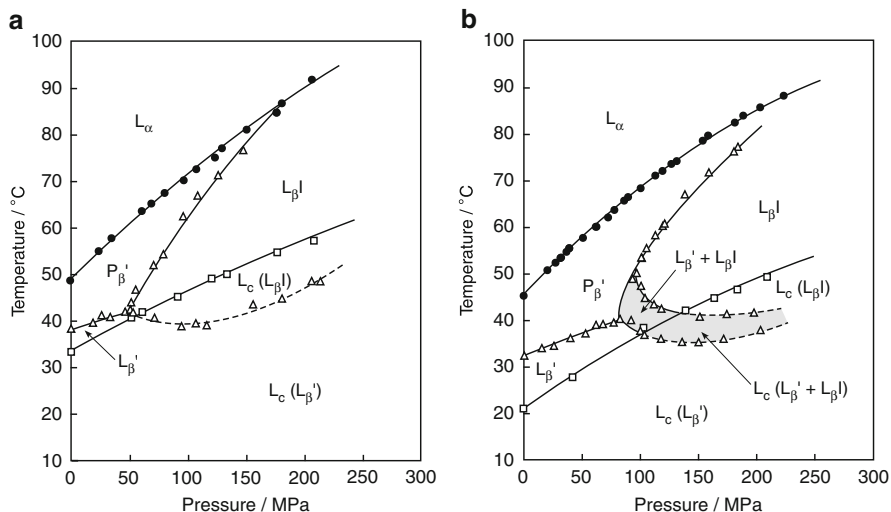 a
100
90
80
70
60
50
40
30
20
10
0
50
100
150
200
250
300
Temperature / °C
Pressure / MPa
Lα
LβI
Pβ'
Lc (LβI)
Lβ'
Lc (Lβ')
b
100
90
80
70
60
50
40
30
20
10
0
50
100
150
200
250
300
Temperature / °C
Pressure / MPa
Lα
LβI
Lβ' + LβI
Pβ'
Lc (LβI)
Lβ'
Lc (Lβ' + LβI)
Lc (Lβ')